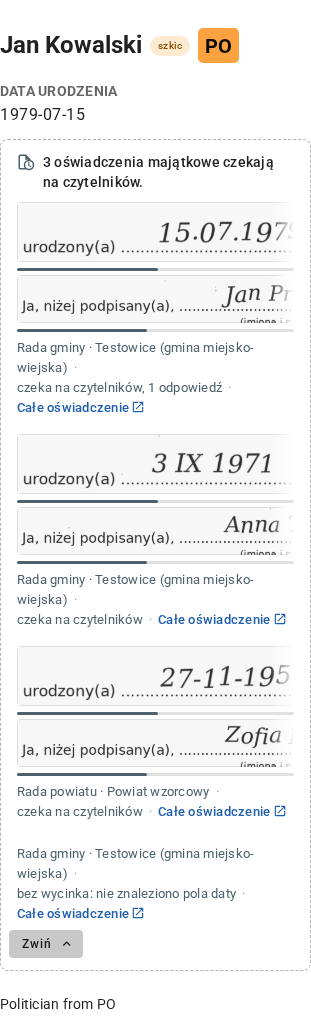 Jan Kowalski szkic PO
DATA URODZENIA
1979-07-15
3 oświadczenia majątkowe czekają
na czytelników.
urodzony(a) 15.07.1979
Ja, niżej podpisany(a), Jan Pr
Rada gminy · Testowice (gmina miejsko-
wiejska) ·
czeka na czytelników, 1 odpowiedź ·
Całe oświadczenie
urodzony(a) 3 IX 1971
Ja, niżej podpisany(a), Anna
Rada gminy · Testowice (gmina miejsko-
wiejska) ·
czeka na czytelników · Całe oświadczenie
urodzony(a) 27-11-195
Ja, niżej podpisany(a), Zofia
Rada powiatu · Powiat wzorcowy ·
czeka na czytelników · Całe oświadczenie
Rada gminy · Testowice (gmina miejsko-
wiejska) ·
bez wycinka: nie znaleziono pola daty ·
Całe oświadczenie
Zwiń
Politician from PO